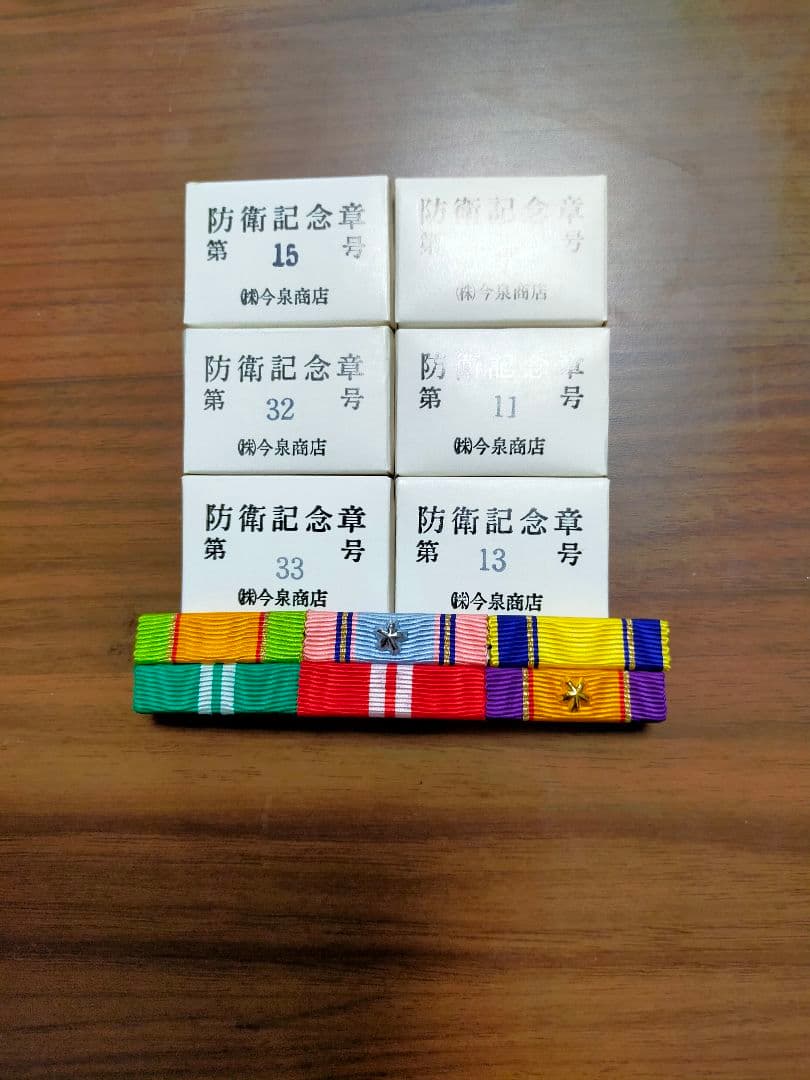 防衛記念章
第 15 号
㈱今泉商店
防衛記念章
第 号
㈱今泉商店
防衛記念章
第 32 号
㈱今泉商店
防衛記念章
第 11 号
㈱今泉商店
防衛記念章
第 33 号
㈱今泉商店
防衛記念章
第 13 号
㈱今泉商店